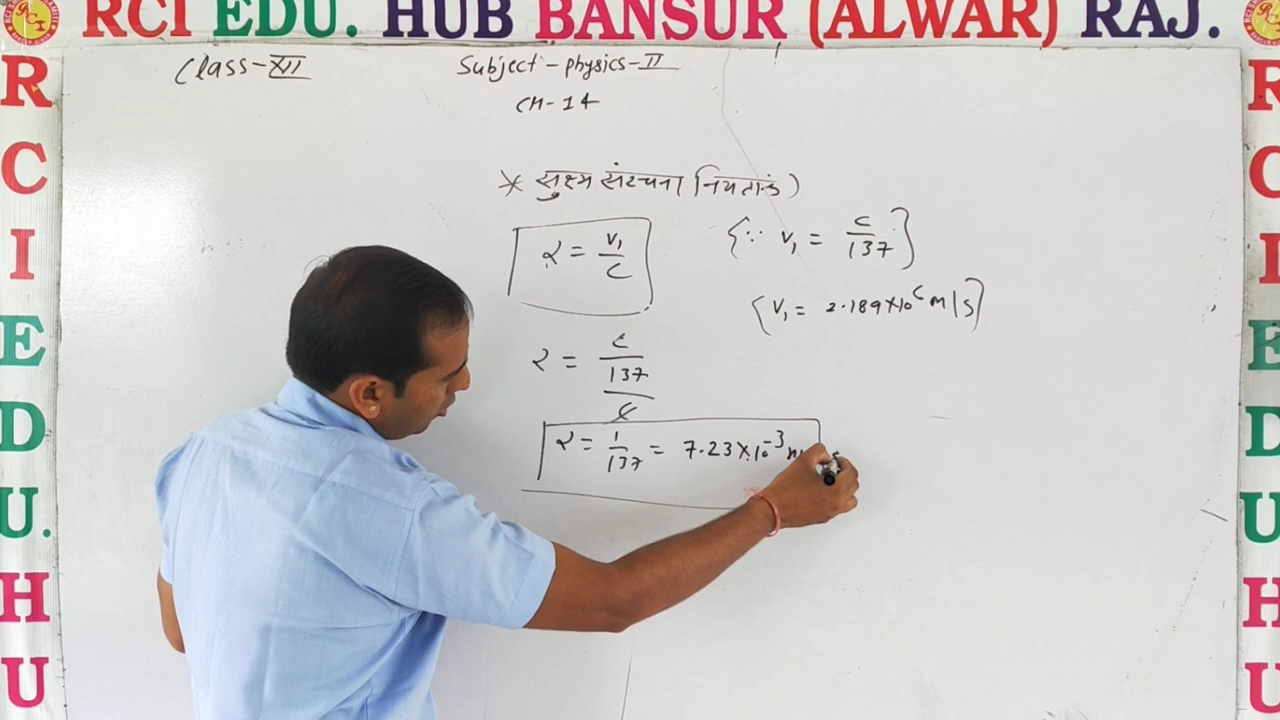 RCI EDU. HUB BANSUR (ALWAR) RAJ.
Class-XII
Subject-physics-II
CH-14
* सुक्ष्म संरचना नियतांक)
α = v₁/c
{∵ v₁ = c/137}
{v₁ = 2.189×10⁶ m/s}
α = c/137/c
α = 1/137 = 7.23×10⁻³
R
C
I
E
D
U.
H
U
R
C
I
E
D
U
H
U